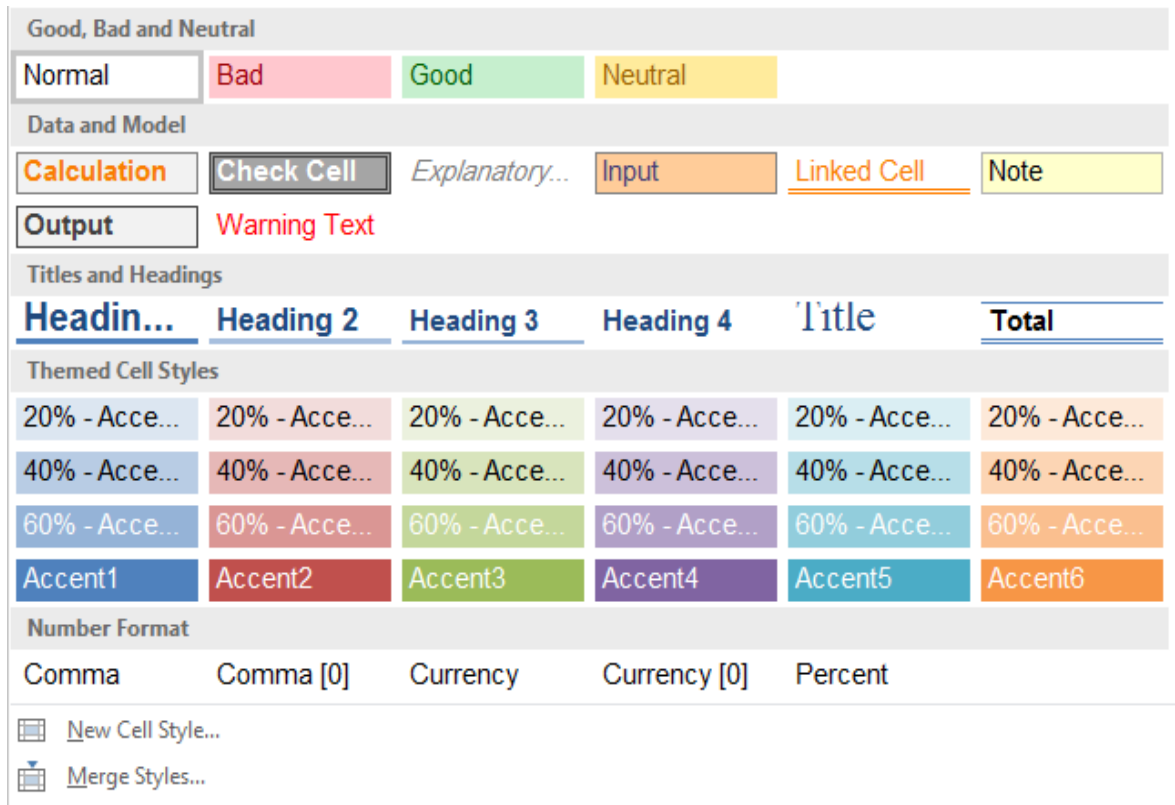 Good, Bad and Neutral
Normal Bad Good Neutral
Data and Model
Calculation Check Cell Explanatory... Input Linked Cell Note
Output Warning Text
Titles and Headings
Headin... Heading 2 Heading 3 Heading 4 Title Total
Themed Cell Styles
20% - Acce... 20% - Acce... 20% - Acce... 20% - Acce... 20% - Acce... 20% - Acce...
40% - Acce... 40% - Acce... 40% - Acce... 40% - Acce... 40% - Acce... 40% - Acce...
60% - Acce... 60% - Acce... 60% - Acce... 60% - Acce... 60% - Acce... 60% - Acce...
Accent1 Accent2 Accent3 Accent4 Accent5 Accent6
Number Format
Comma Comma [0] Currency Currency [0] Percent
New Cell Style...
Merge Styles...